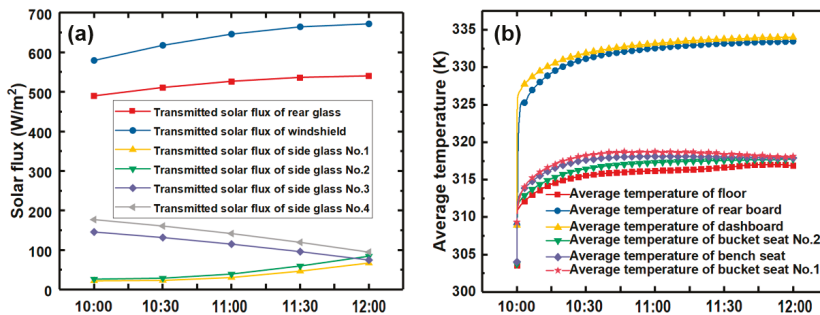 (a)
Solar flux (W/m²)
700
600
500
400
300
200
100
0
Transmitted solar flux of rear glass
Transmitted solar flux of windshield
Transmitted solar flux of side glass No.1
Transmitted solar flux of side glass No.2
Transmitted solar flux of side glass No.3
Transmitted solar flux of side glass No.4
10:00 10:30 11:00 11:30 12:00
(b)
Average temperature (K)
335
330
325
320
315
310
305
300
Average temperature of floor
Average temperature of rear board
Average temperature of dashboard
Average temperature of bucket seat No.2
Average temperature of bench seat
Average temperature of bucket seat No.1
10:00 10:30 11:00 11:30 12:00